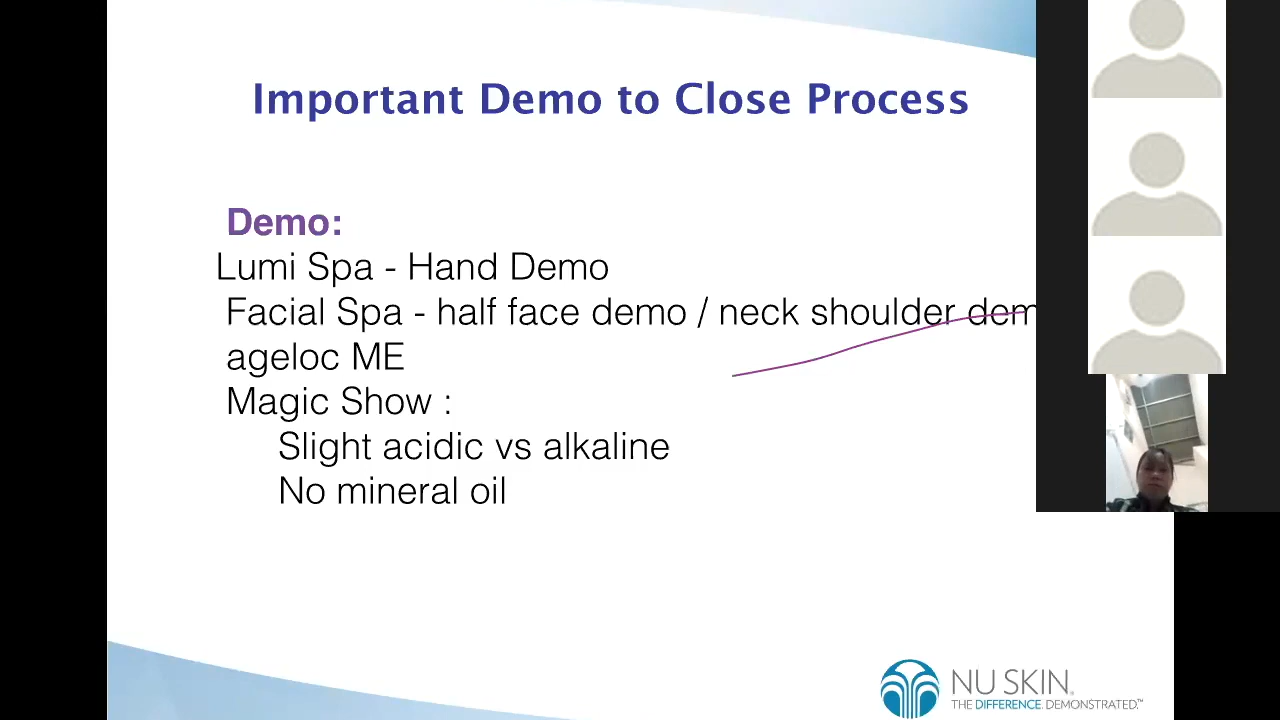 Important Demo to Close Process
Demo:
Lumi Spa - Hand Demo
Facial Spa - half face demo / neck shoulder dem
ageloc ME
Magic Show :
Slight acidic vs alkaline
No mineral oil
NU SKIN®
THE DIFFERENCE. DEMONSTRATED.™